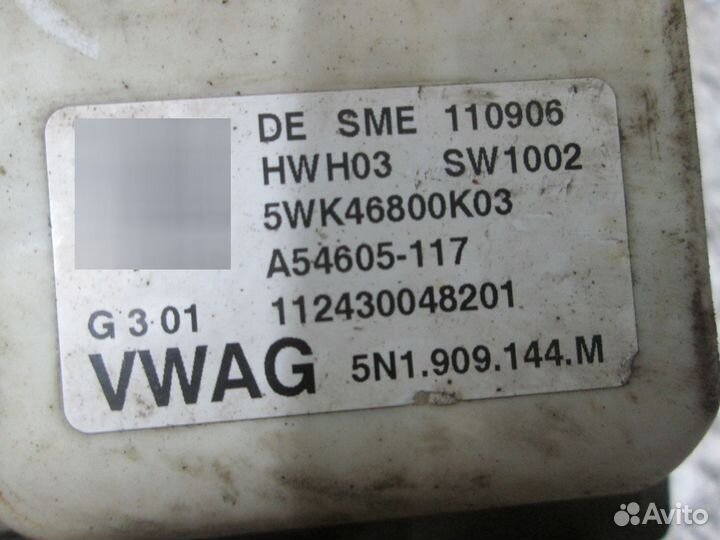 DE SME 110906
HWH03 SW1002
5WK46800K03
A54605-117
G 3 01 112430048201
VWAG 5N1.909.144.M
Avito